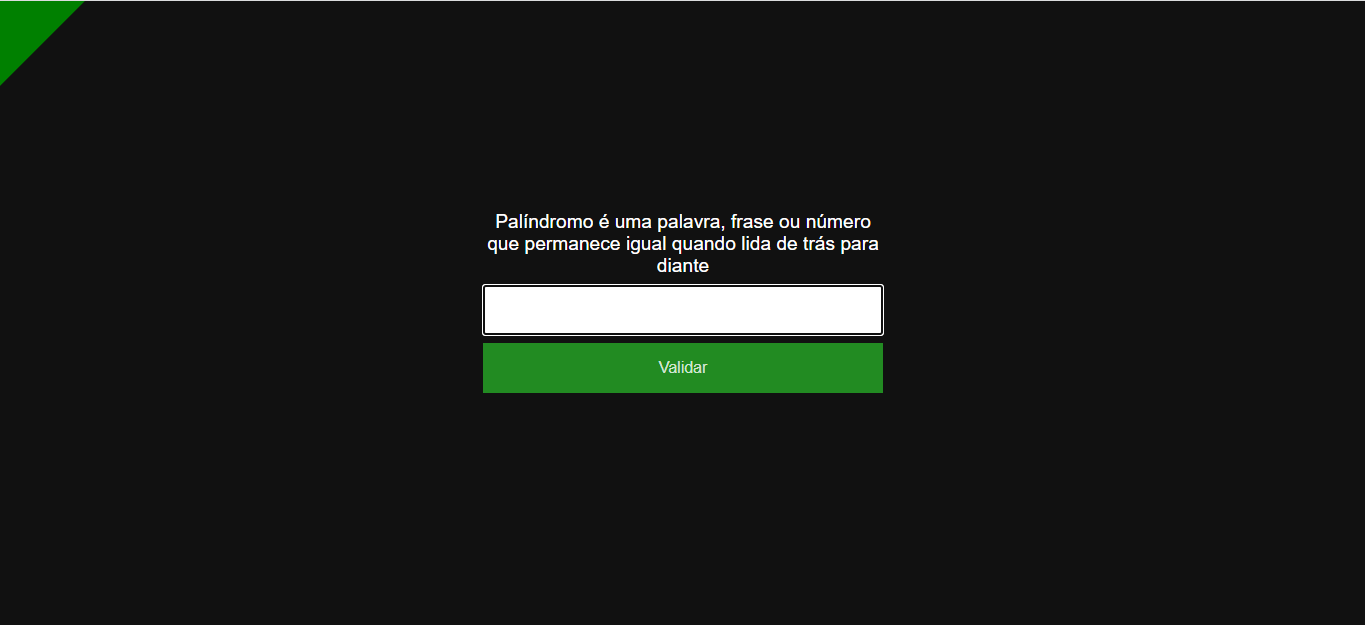 Palíndromo é uma palavra, frase ou número
que permanece igual quando lida de trás para
diante
Validar